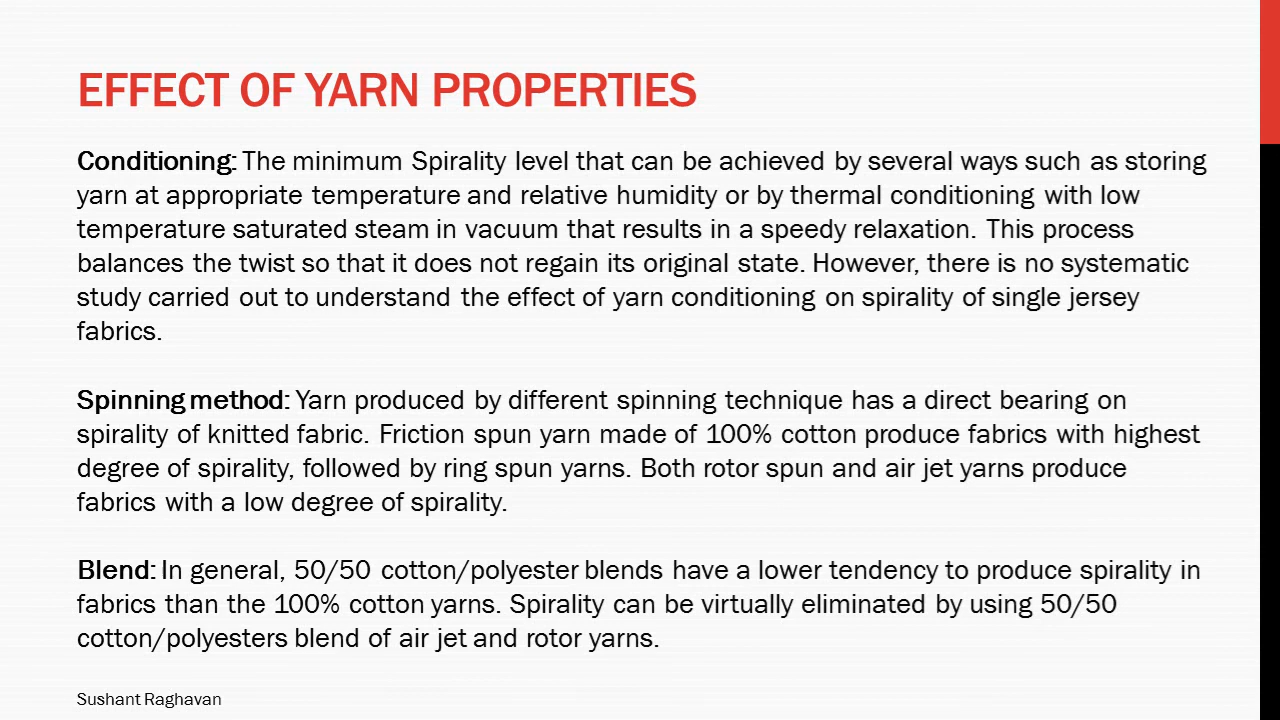 EFFECT OF YARN PROPERTIES
Conditioning: The minimum Spirality level that can be achieved by several ways such as storing
yarn at appropriate temperature and relative humidity or by thermal conditioning with low
temperature saturated steam in vacuum that results in a speedy relaxation. This process
balances the twist so that it does not regain its original state. However, there is no systematic
study carried out to understand the effect of yarn conditioning on spirality of single jersey
fabrics.
Spinning method: Yarn produced by different spinning technique has a direct bearing on
spirality of knitted fabric. Friction spun yarn made of 100% cotton produce fabrics with highest
degree of spirality, followed by ring spun yarns. Both rotor spun and air jet yarns produce
fabrics with a low degree of spirality.
Blend: In general, 50/50 cotton/polyester blends have a lower tendency to produce spirality in
fabrics than the 100% cotton yarns. Spirality can be virtually eliminated by using 50/50
cotton/polyesters blend of air jet and rotor yarns.
Sushant Raghavan